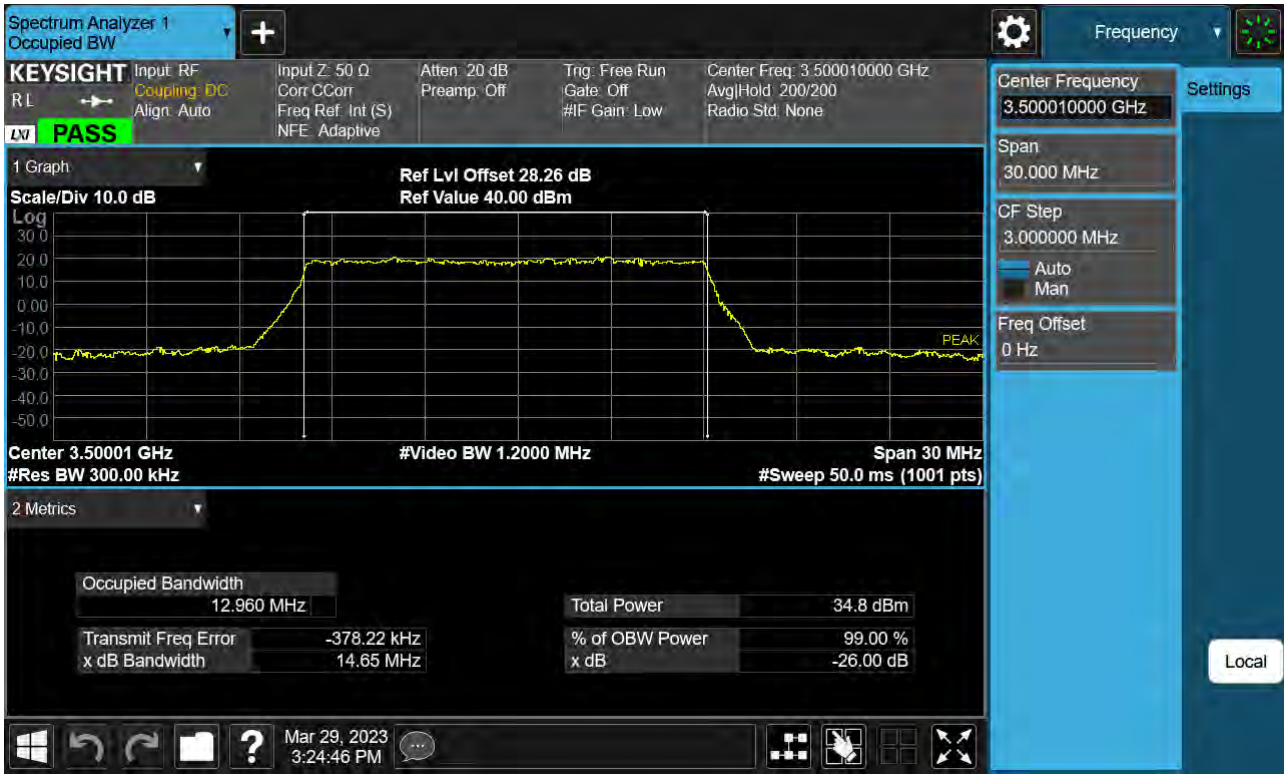 Spectrum Analyzer 1
Occupied BW
Frequency
KEYSIGHT
RL
LXI PASS
Input: RF
Coupling: DC
Align: Auto
Input Z: 50 Ω
Corr CCorr
Freq Ref: Int (S)
NFE: Adaptive
Atten: 20 dB
Preamp: Off
Trig: Free Run
Gate: Off
#IF Gain: Low
Center Freq: 3.500010000 GHz
Avg|Hold: 200/200
Radio Std: None
Center Frequency
3.500010000 GHz
Settings
Span
30.000 MHz
CF Step
3.000000 MHz
Auto
Man
Freq Offset
0 Hz
Local
1 Graph
Scale/Div 10.0 dB
Ref Lvl Offset 28.26 dB
Ref Value 40.00 dBm
Log
30.0
20.0
10.0
0.00
-10.0
-20.0
-30.0
-40.0
-50.0
PEAK
Center 3.50001 GHz #Video BW 1.2000 MHz Span 30 MHz
#Res BW 300.00 kHz #Sweep 50.0 ms (1001 pts)
2 Metrics
Occupied Bandwidth
12.960 MHz
Total Power 34.8 dBm
Transmit Freq Error -378.22 kHz % of OBW Power 99.00 %
x dB Bandwidth 14.65 MHz x dB -26.00 dB
?
Mar 29, 2023
3:24:46 PM